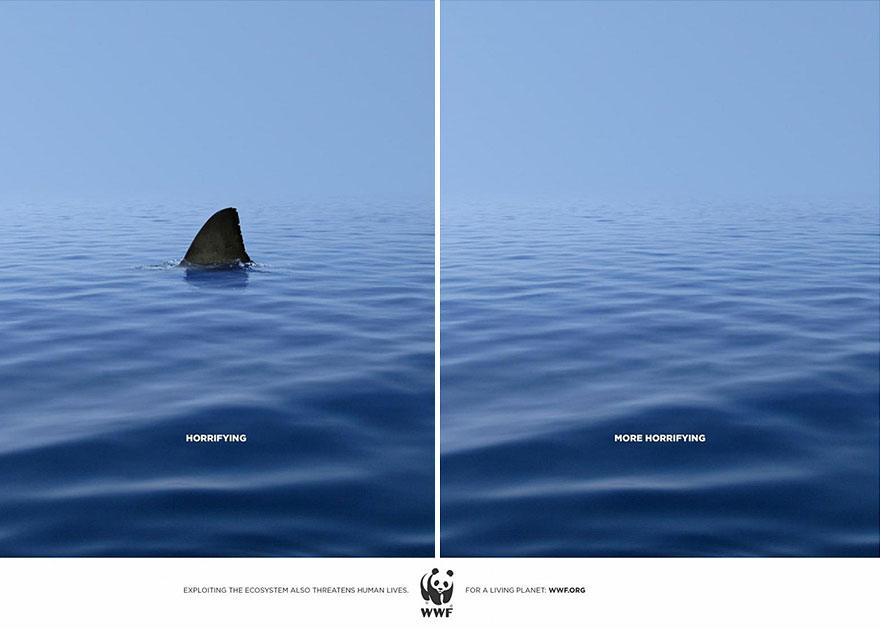 HORRIFYING
MORE HORRIFYING
EXPLOITING THE ECOSYSTEM ALSO THREATENS HUMAN LIVES.
WWF
FOR A LIVING PLANET: WWF.ORG